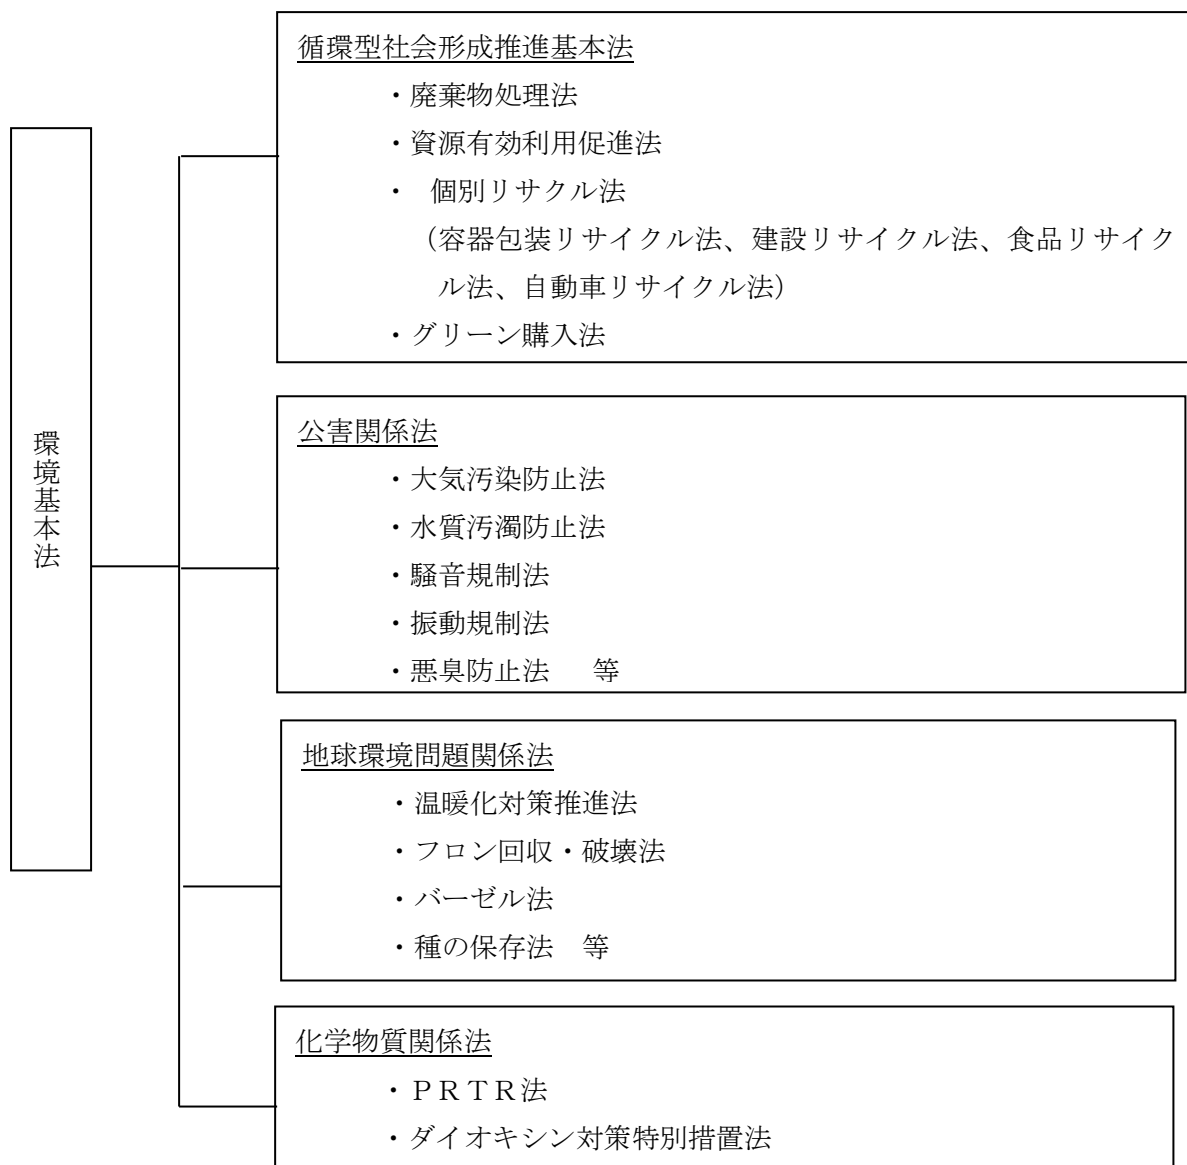 循環型社会形成推進基本法
・廃棄物処理法
・資源有効利用促進法
・　個別リサクル法
（容器包装リサイクル法、建設リサイクル法、食品リサイク
ル法、自動車リサイクル法）
・グリーン購入法
環境基本法
公害関係法
・大気汚染防止法
・水質汚濁防止法
・騒音規制法
・振動規制法
・悪臭防止法　等
地球環境問題関係法
・温暖化対策推進法
・フロン回収・破壊法
・バーゼル法
・種の保存法　等
化学物質関係法
・ＰＲＴＲ法
・ダイオキシン対策特別措置法